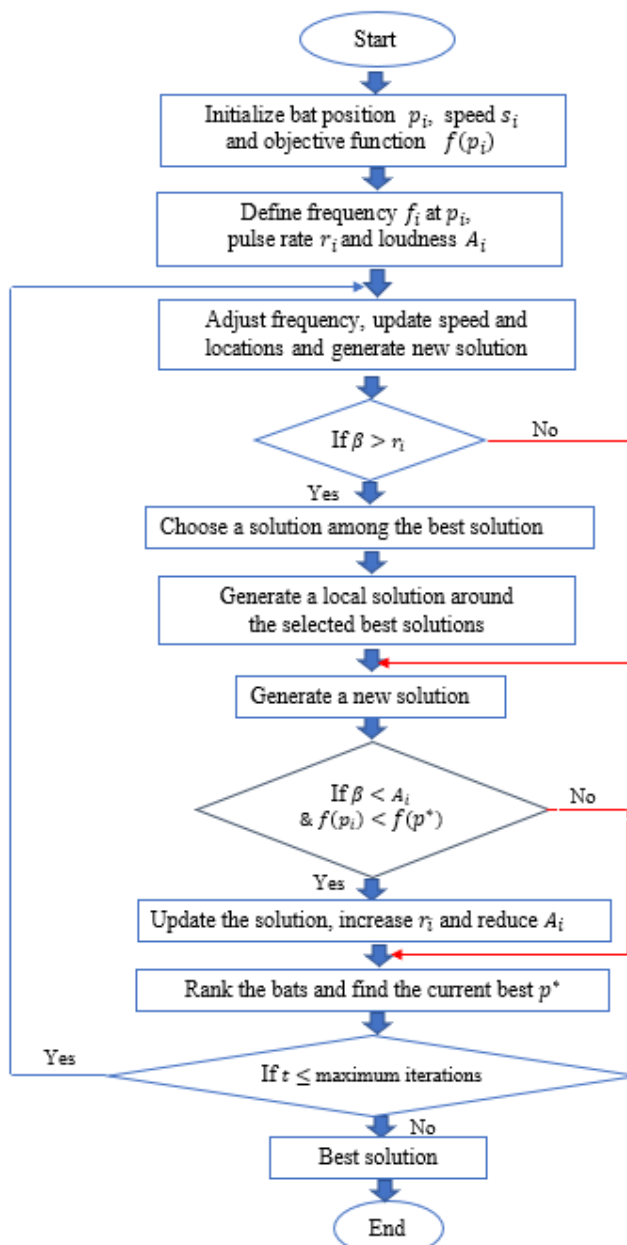 Start
Initialize bat position p_i, speed s_i
and objective function f(p_i)
Define frequency f_i at p_i,
pulse rate r_i and loudness A_i
Adjust frequency, update speed and
locations and generate new solution
If β > r_i
No
Yes
Choose a solution among the best solution
Generate a local solution around
the selected best solutions
Generate a new solution
If β < A_i
& f(p_i) < f(p*)
No
Yes
Update the solution, increase r_i and reduce A_i
Rank the bats and find the current best p*
Yes
If t ≤ maximum iterations
No
Best solution
End